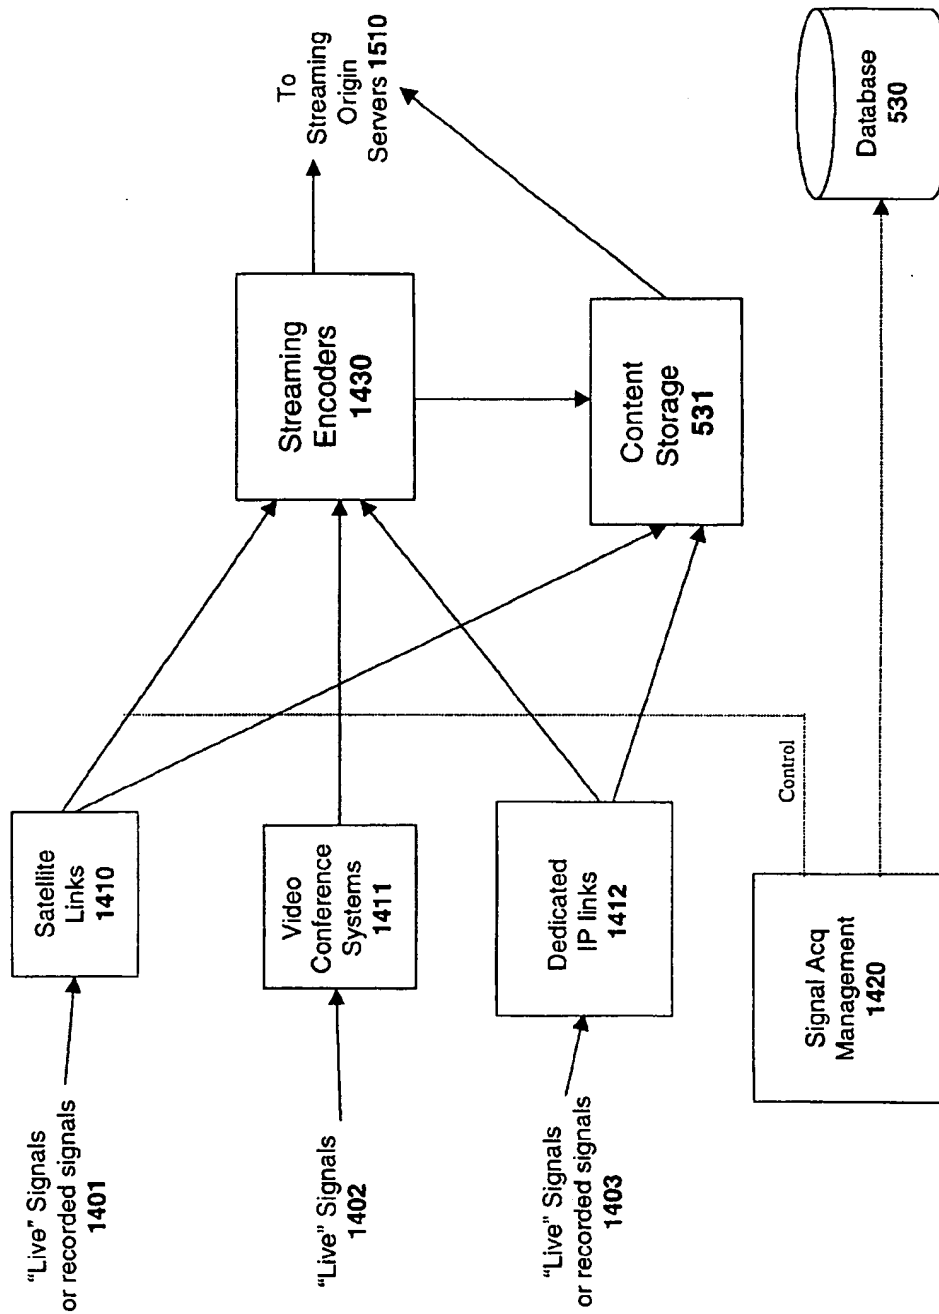 "Live" Signals
or recorded signals
1401
Satellite
Links
1410
"Live" Signals
1402
Video
Conference
Systems
1411
"Live" Signals
or recorded signals
1403
Dedicated
IP links
1412
Signal Acq
Management
1420
Control
Streaming
Encoders
1430
Content
Storage
531
To
Streaming
Origin
Servers 1510
Database
530